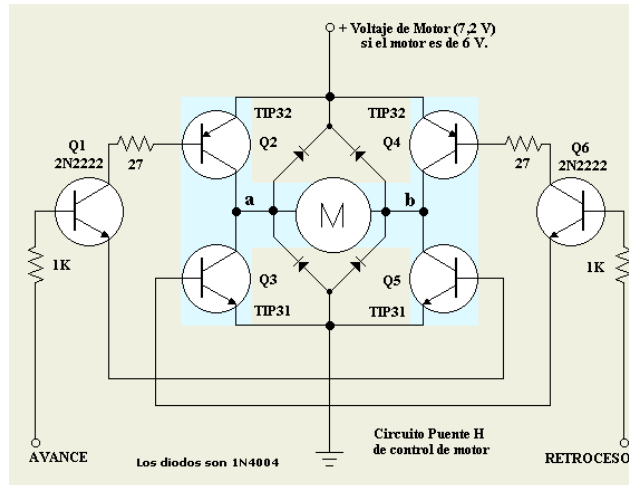 + Voltaje de Motor (7,2 V)
si el motor es de 6 V.
TIP32
TIP32
Q1
2N2222
27
Q2
Q4
27
Q6
2N2222
a
M
b
1K
Q3
Q5
1K
TIP31
TIP31
AVANCE
Los diodos son 1N4004
Circuito Puente H
de control de motor
RETROCESO